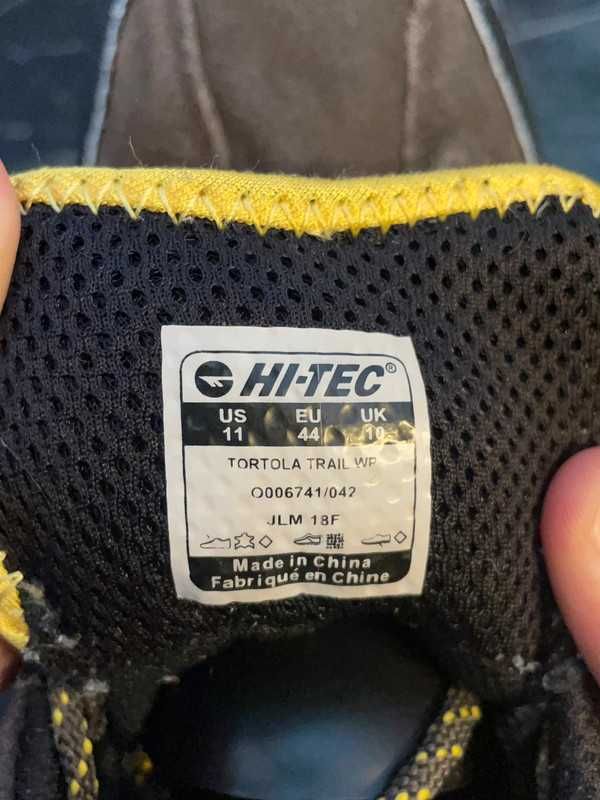 HI-TEC®
US EU UK
11 44 10
TORTOLA TRAIL WP
O006741/042
JLM 18F
Made in China
Fabriqué en Chine